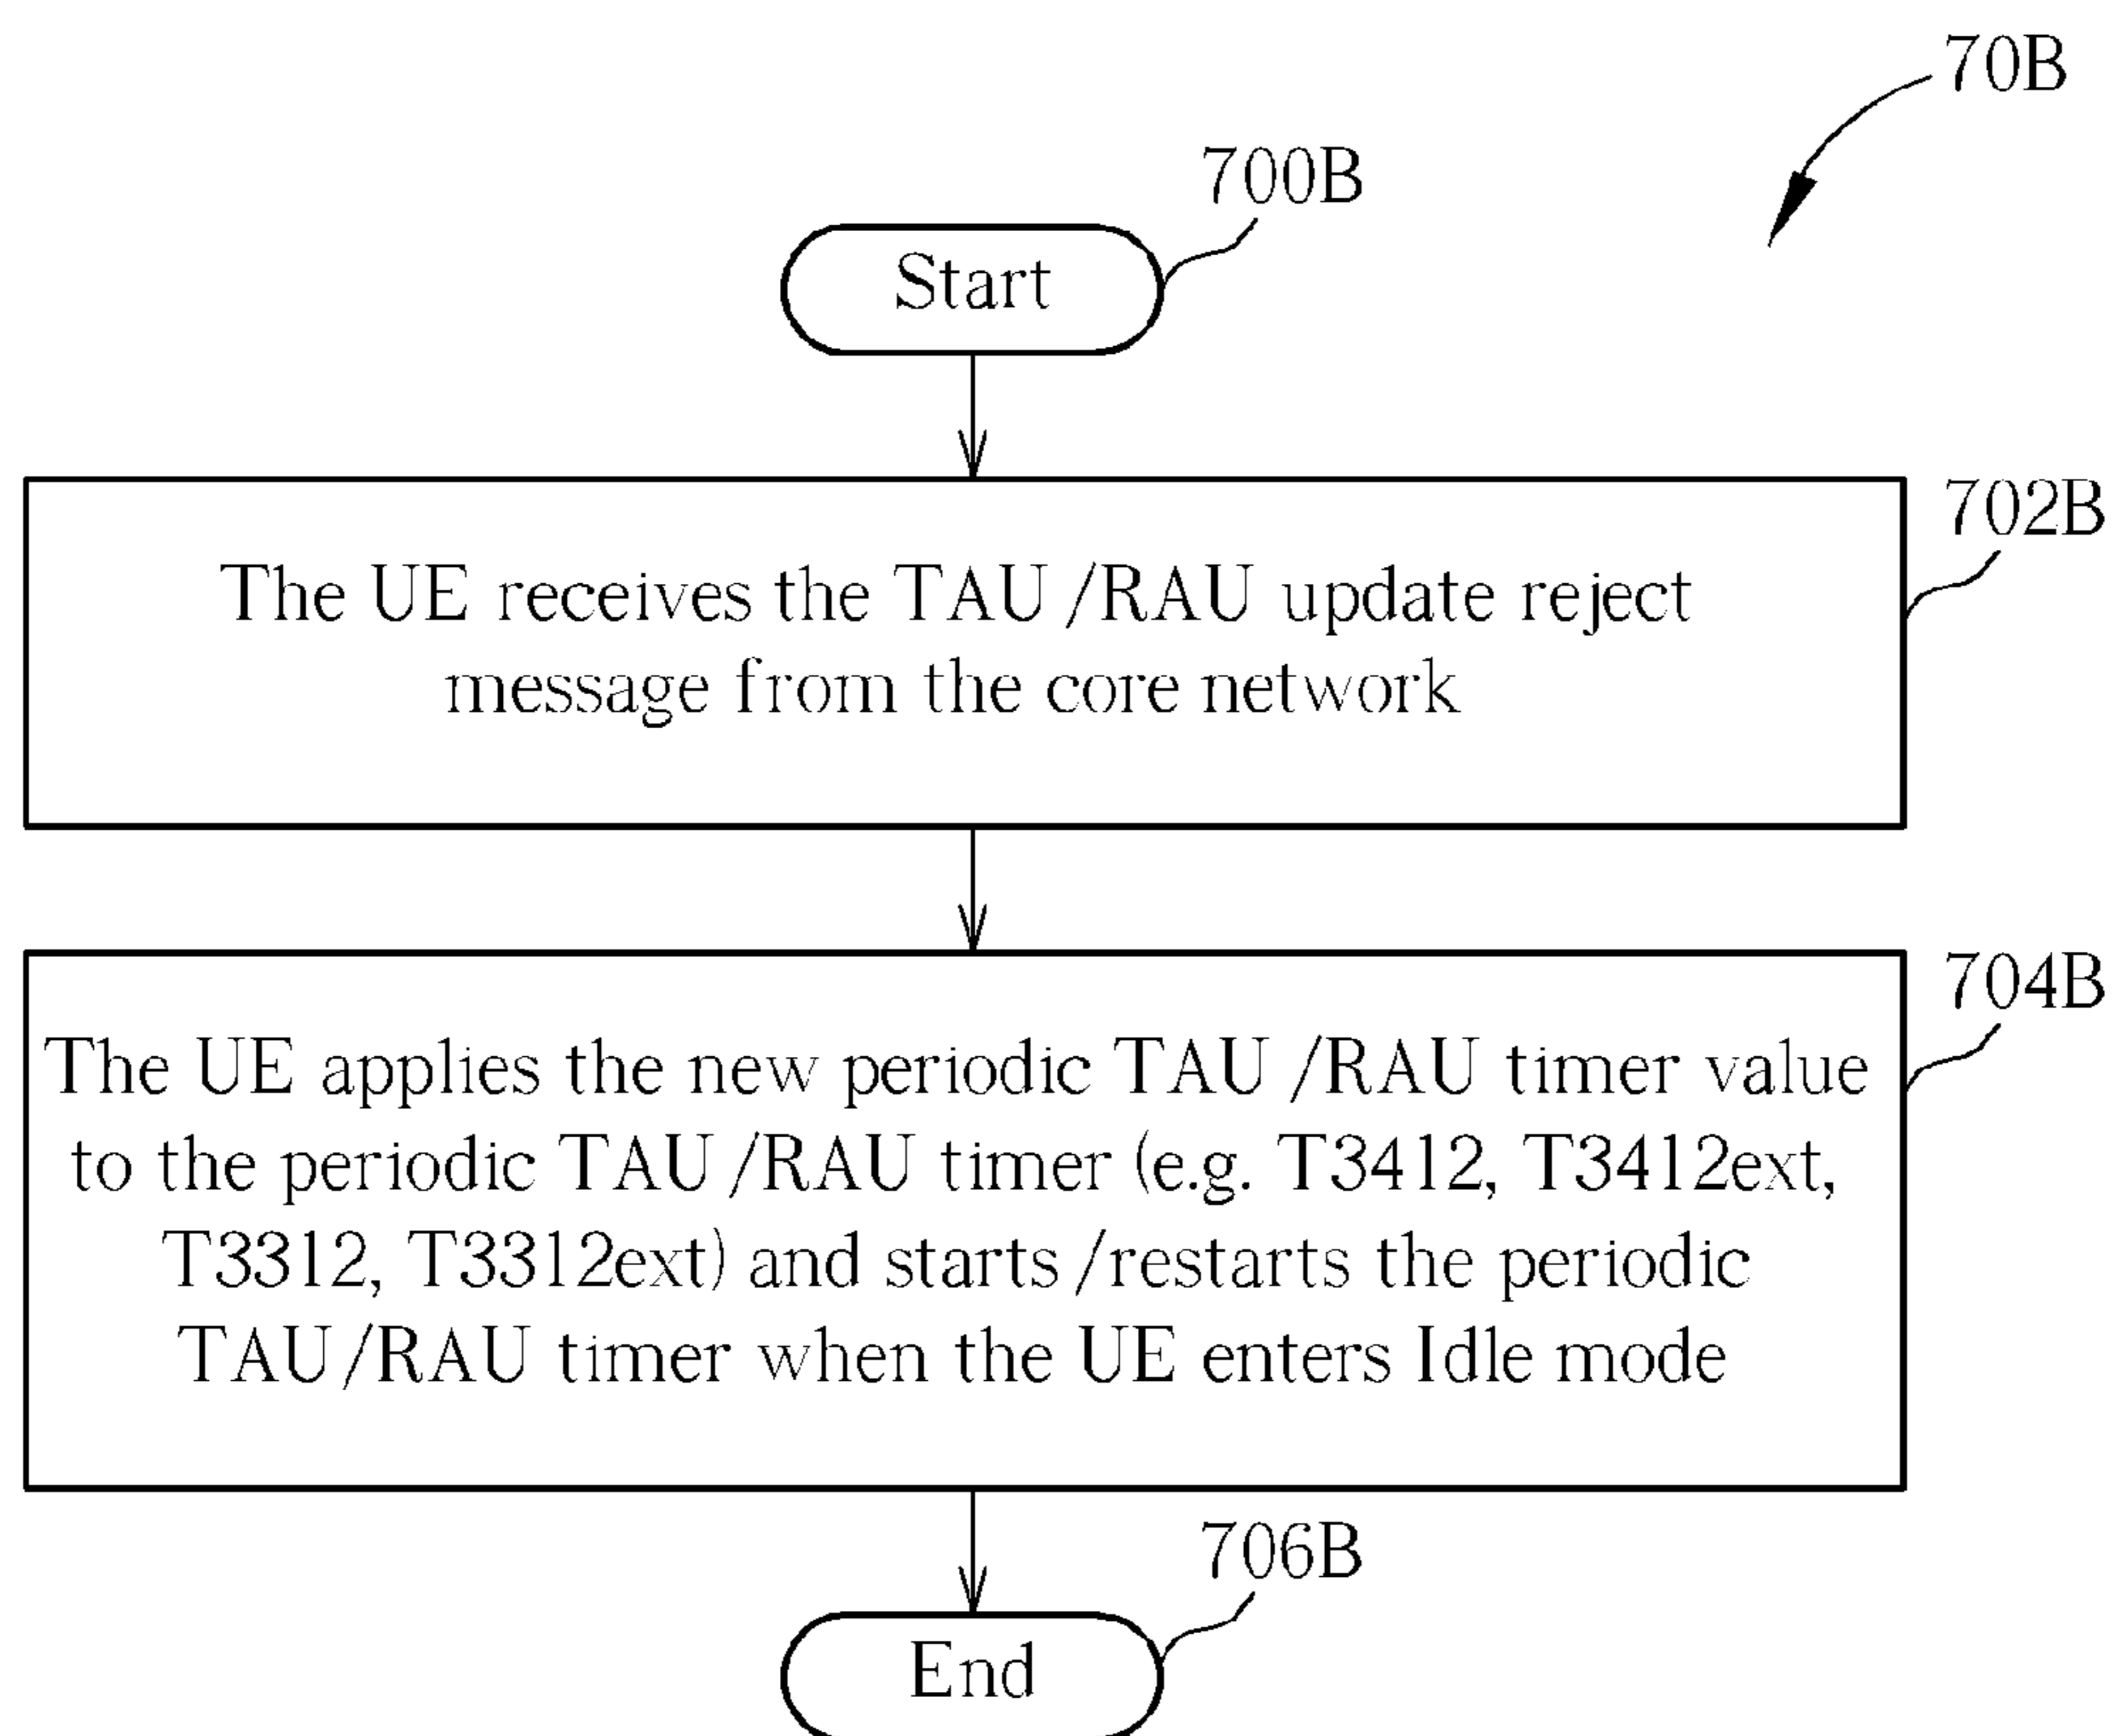 70B
700B
Start
702B
The UE receives the TAU /RAU update reject
message from the core network
704B
The UE applies the new periodic TAU /RAU timer value
to the periodic TAU /RAU timer (e.g. T3412, T3412ext,
T3312, T3312ext) and starts /restarts the periodic
TAU/RAU timer when the UE enters Idle mode
706B
End